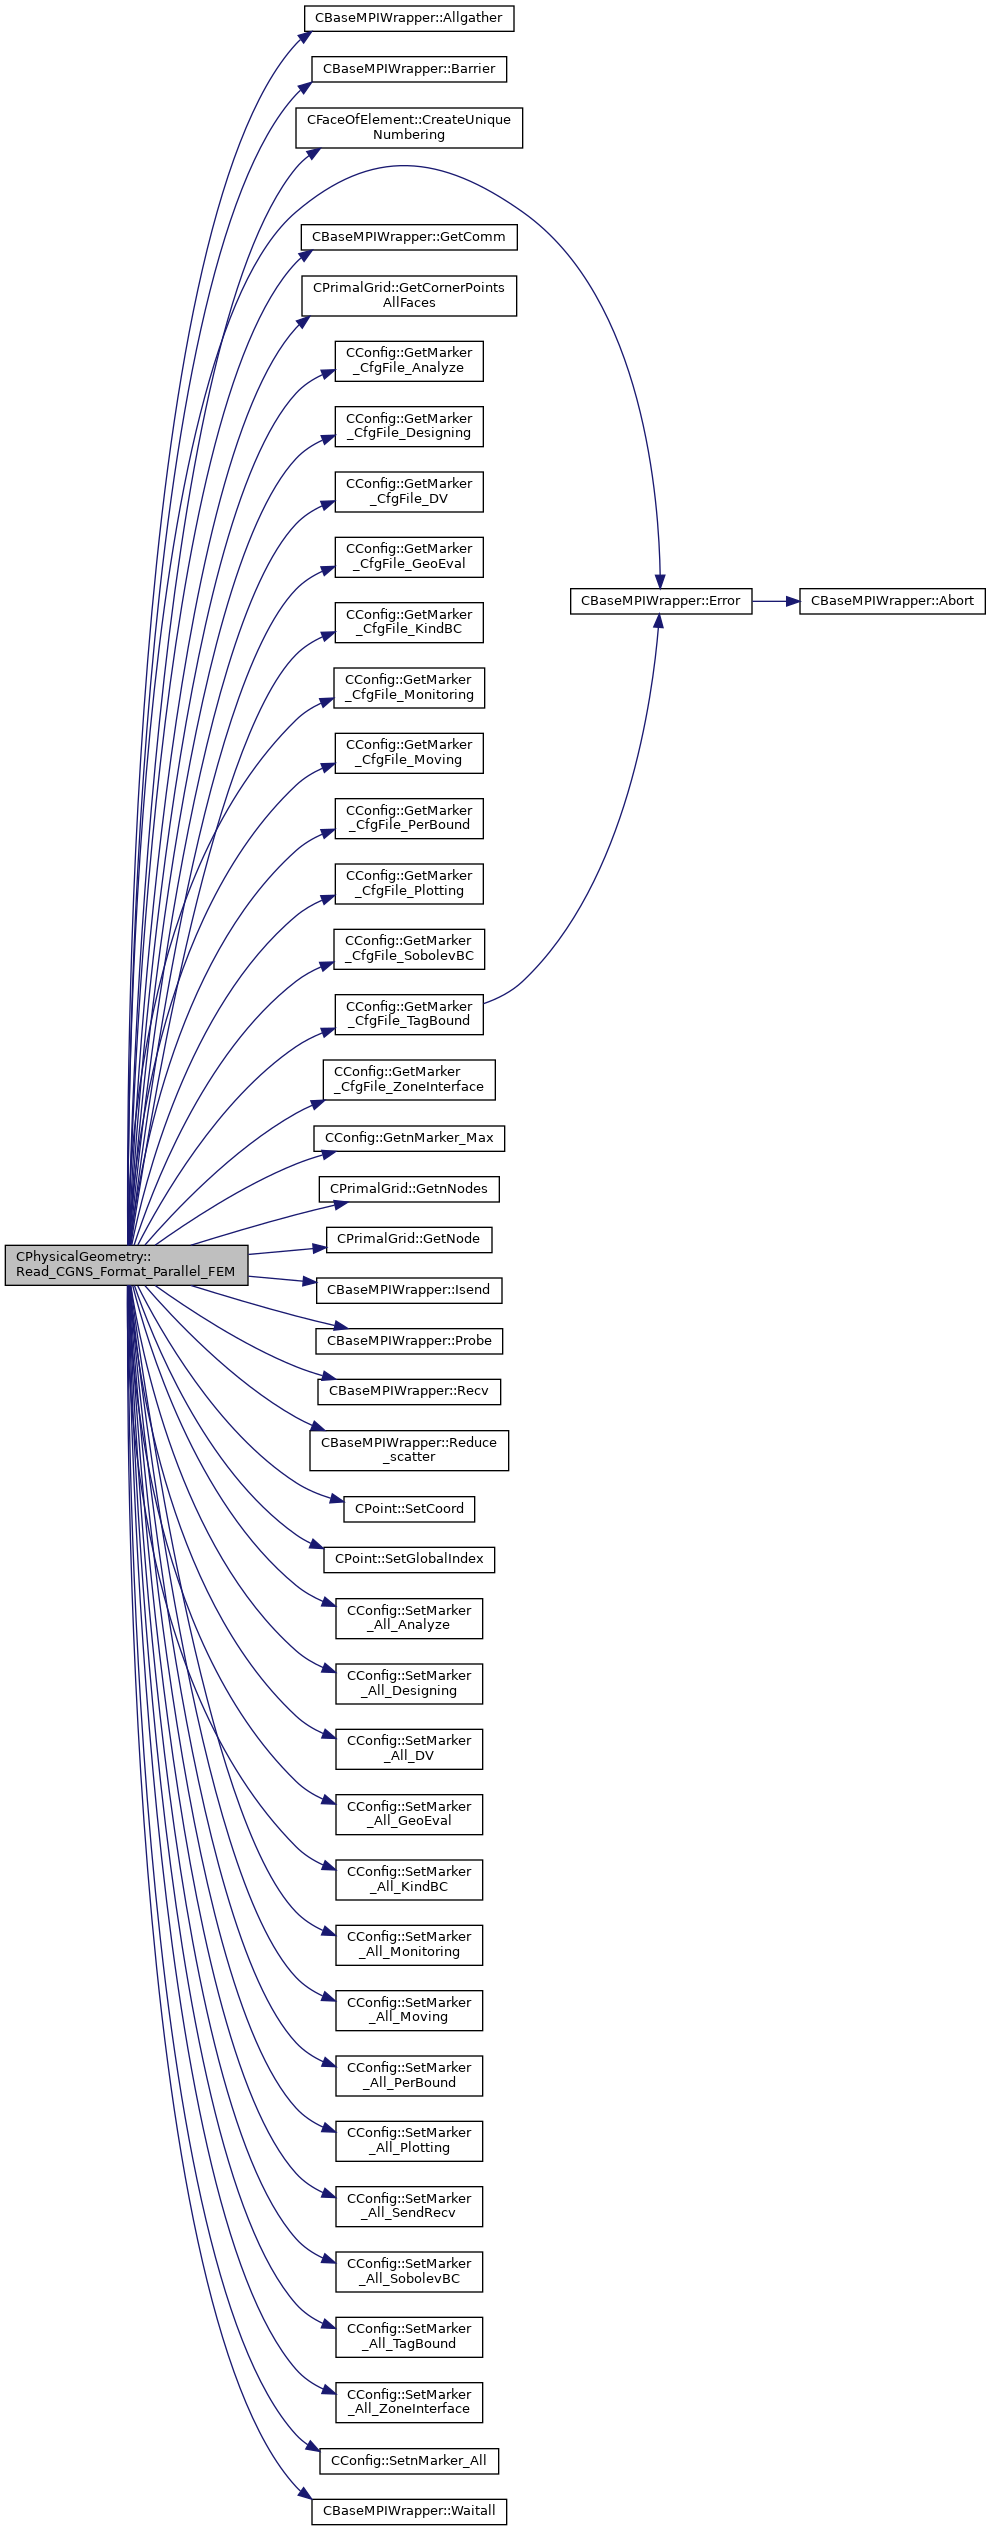 CBaseMPIWrapper::Allgather
CBaseMPIWrapper::Barrier
CFaceOfElement::CreateUnique
Numbering
CBaseMPIWrapper::GetComm
CPrimalGrid::GetCornerPoints
AllFaces
CConfig::GetMarker
_CfgFile_Analyze
CConfig::GetMarker
_CfgFile_Designing
CConfig::GetMarker
_CfgFile_DV
CConfig::GetMarker
_CfgFile_GeoEval
CBaseMPIWrapper::Error
CBaseMPIWrapper::Abort
CConfig::GetMarker
_CfgFile_KindBC
CConfig::GetMarker
_CfgFile_Monitoring
CConfig::GetMarker
_CfgFile_Moving
CConfig::GetMarker
_CfgFile_PerBound
CConfig::GetMarker
_CfgFile_Plotting
CConfig::GetMarker
_CfgFile_SobolevBC
CConfig::GetMarker
_CfgFile_TagBound
CConfig::GetMarker
_CfgFile_ZoneInterface
CConfig::GetnMarker_Max
CPrimalGrid::GetnNodes
CPrimalGrid::GetNode
CPhysicalGeometry::
Read_CGNS_Format_Parallel_FEM
CBaseMPIWrapper::Isend
CBaseMPIWrapper::Probe
CBaseMPIWrapper::Recv
CBaseMPIWrapper::Reduce
_scatter
CPoint::SetCoord
CPoint::SetGlobalIndex
CConfig::SetMarker
_All_Analyze
CConfig::SetMarker
_All_Designing
CConfig::SetMarker
_All_DV
CConfig::SetMarker
_All_GeoEval
CConfig::SetMarker
_All_KindBC
CConfig::SetMarker
_All_Monitoring
CConfig::SetMarker
_All_Moving
CConfig::SetMarker
_All_PerBound
CConfig::SetMarker
_All_Plotting
CConfig::SetMarker
_All_SendRecv
CConfig::SetMarker
_All_SobolevBC
CConfig::SetMarker
_All_TagBound
CConfig::SetMarker
_All_ZoneInterface
CConfig::SetnMarker_All
CBaseMPIWrapper::Waitall